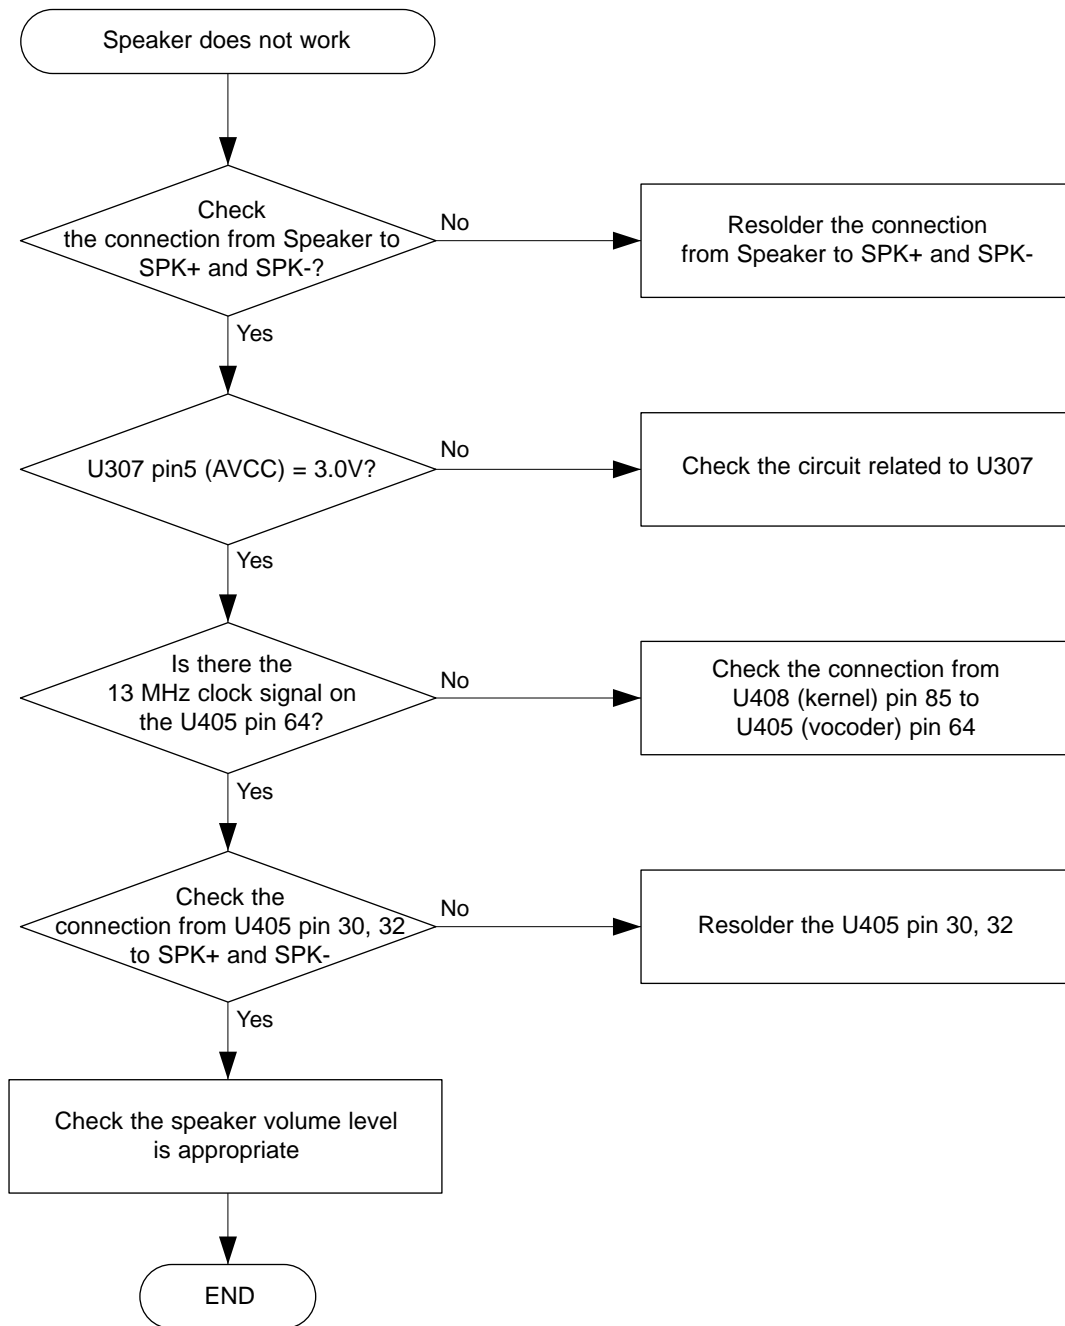 Speaker does not work
Check
the connection from Speaker to
SPK+ and SPK-?
No
Resolder the connection
from Speaker to SPK+ and SPK-
Yes
U307 pin5 (AVCC) = 3.0V?
No
Check the circuit related to U307
Yes
Is there the
13 MHz clock signal on
the U405 pin 64?
No
Check the connection from
U408 (kernel) pin 85 to
U405 (vocoder) pin 64
Yes
Check the
connection from U405 pin 30, 32
to SPK+ and SPK-
No
Resolder the U405 pin 30, 32
Yes
Check the speaker volume level
is appropriate
END